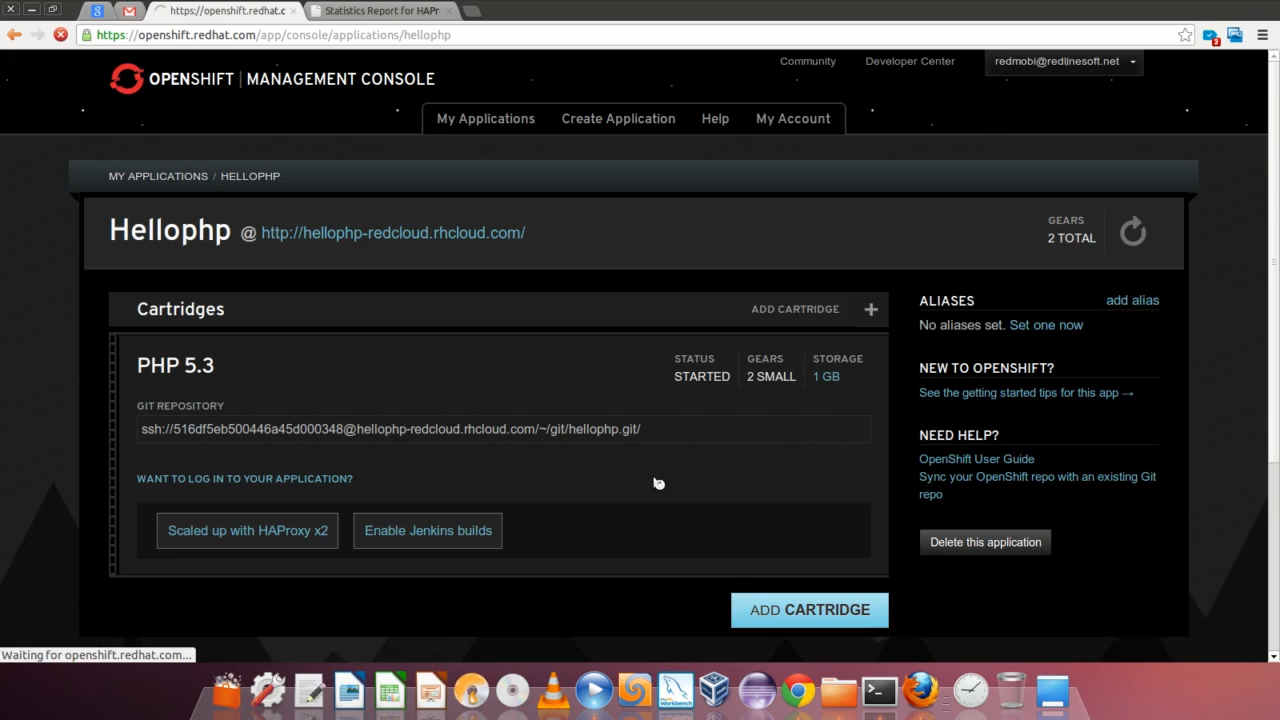 https://openshift.redhat.c
Statistics Report for HAPr
https://openshift.redhat.com/app/console/applications/hellophp
3
Community
Developer Center
redmobi@redlinesoft.net
OPENSHIFT | MANAGEMENT CONSOLE
My Applications
Create Application
Help
My Account
MY APPLICATIONS / HELLOPHP
Hellophp @ http://hellophp-redcloud.rhcloud.com/
GEARS
2 TOTAL
Cartridges
ADD CARTRIDGE +
PHP 5.3
STATUS
STARTED
GEARS
2 SMALL
STORAGE
1 GB
GIT REPOSITORY
ssh://516df5eb500446a45d000348@hellophp-redcloud.rhcloud.com/~/git/hellophp.git/
WANT TO LOG IN TO YOUR APPLICATION?
Scaled up with HAProxy x2
Enable Jenkins builds
ADD CARTRIDGE
ALIASES
add alias
No aliases set. Set one now
NEW TO OPENSHIFT?
See the getting started tips for this app →
NEED HELP?
OpenShift User Guide
Sync your OpenShift repo with an existing Git
repo
Delete this application
Waiting for openshift.redhat.com...
Workbench